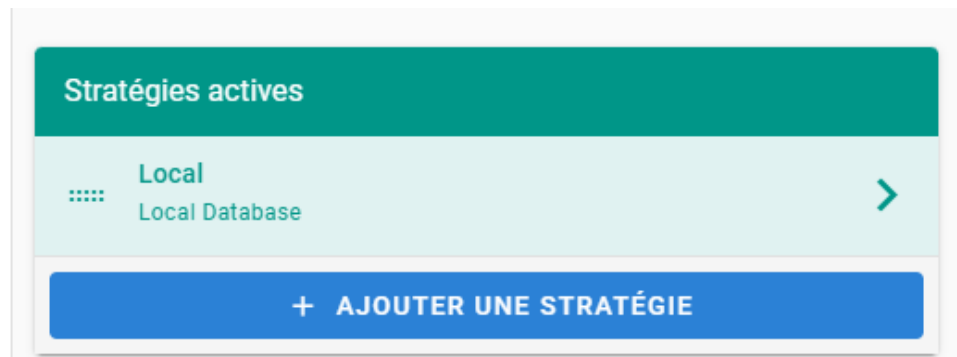 Stratégies actives
Local
Local Database
+ AJOUTER UNE STRATÉGIE